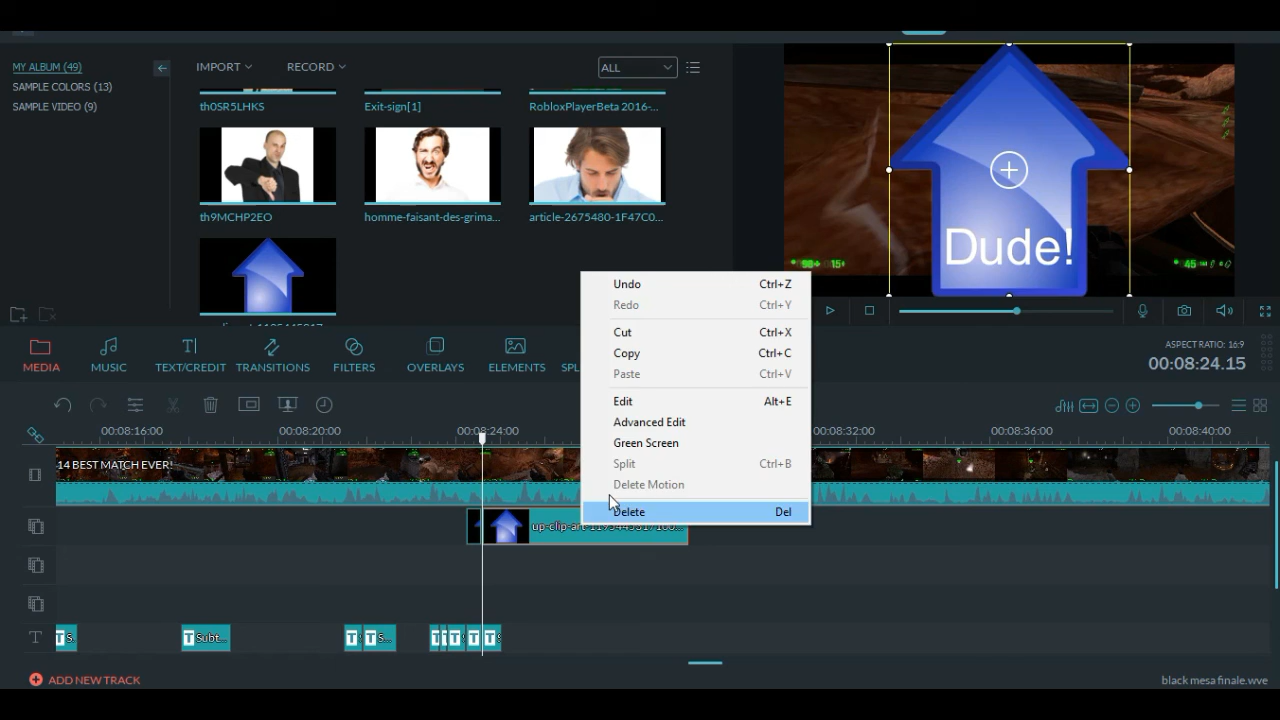 MY ALBUM (49)
SAMPLE COLORS (13)
SAMPLE VIDEO (9)
IMPORT
RECORD
ALL
th0SR5LHKS
Exit-sign[1]
RobloxPlayerBeta 2016-...
th9MCHP2EO
homme-faisant-des-grima...
article-2675480-1F47C0...
Dude!
98+ 15+
45
ASPECT RATIO: 16:9
00:08:24.15
MEDIA
MUSIC
TEXT/CREDIT
TRANSITIONS
FILTERS
OVERLAYS
ELEMENTS
SPL
Undo Ctrl+Z
Redo Ctrl+Y
Cut Ctrl+X
Copy Ctrl+C
Paste Ctrl+V
Edit Alt+E
Advanced Edit
Green Screen
Split Ctrl+B
Delete Motion
Delete Del
00:08:16:00
00:08:20:00
00:08:24:00
00:08:32:00
00:08:36:00
00:08:40:00
14 BEST MATCH EVER!
T S.
T Subt...
T
T S...
T T T T T
ADD NEW TRACK
black mesa finale.wve